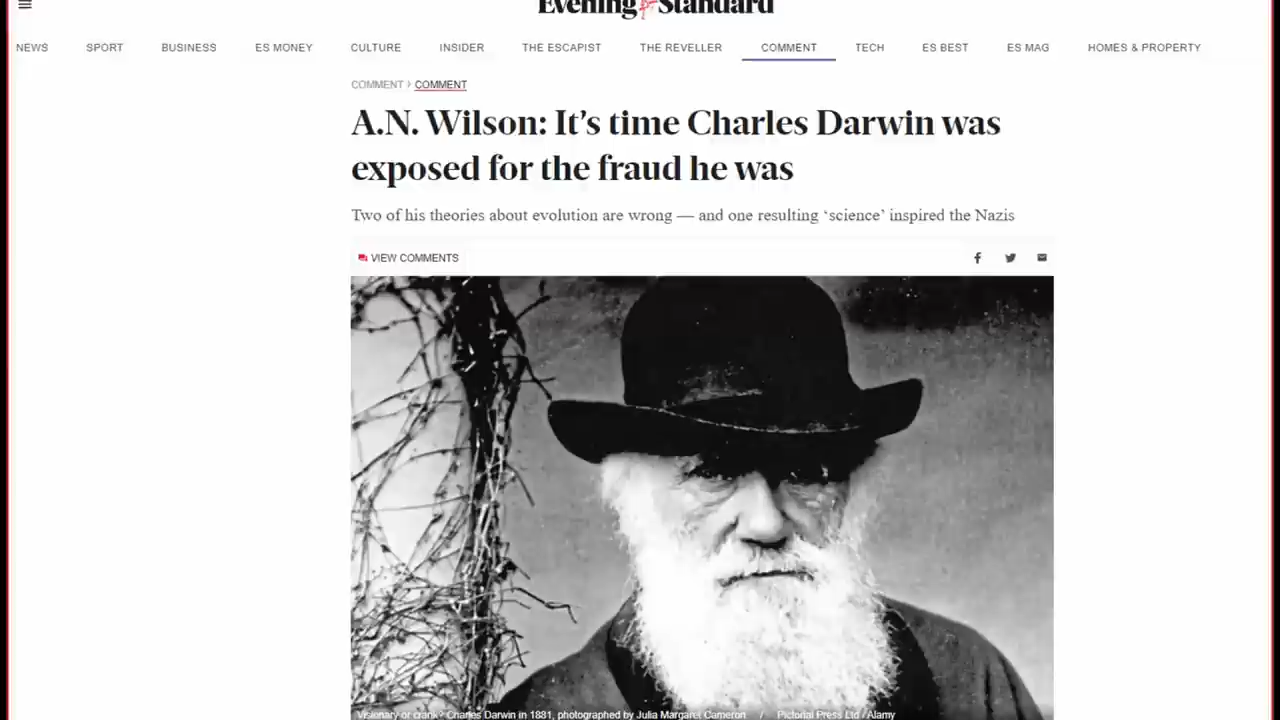 Evening Standard
NEWS SPORT BUSINESS ES MONEY CULTURE INSIDER THE ESCAPIST THE REVELLER COMMENT TECH ES BEST ES MAG HOMES & PROPERTY
COMMENT › COMMENT
A.N. Wilson: It’s time Charles Darwin was
exposed for the fraud he was
Two of his theories about evolution are wrong — and one resulting ‘science’ inspired the Nazis
VIEW COMMENTS
Visionary or crank? Charles Darwin in 1881, photographed by Julia Margaret Cameron / Pictorial Press Ltd / Alamy